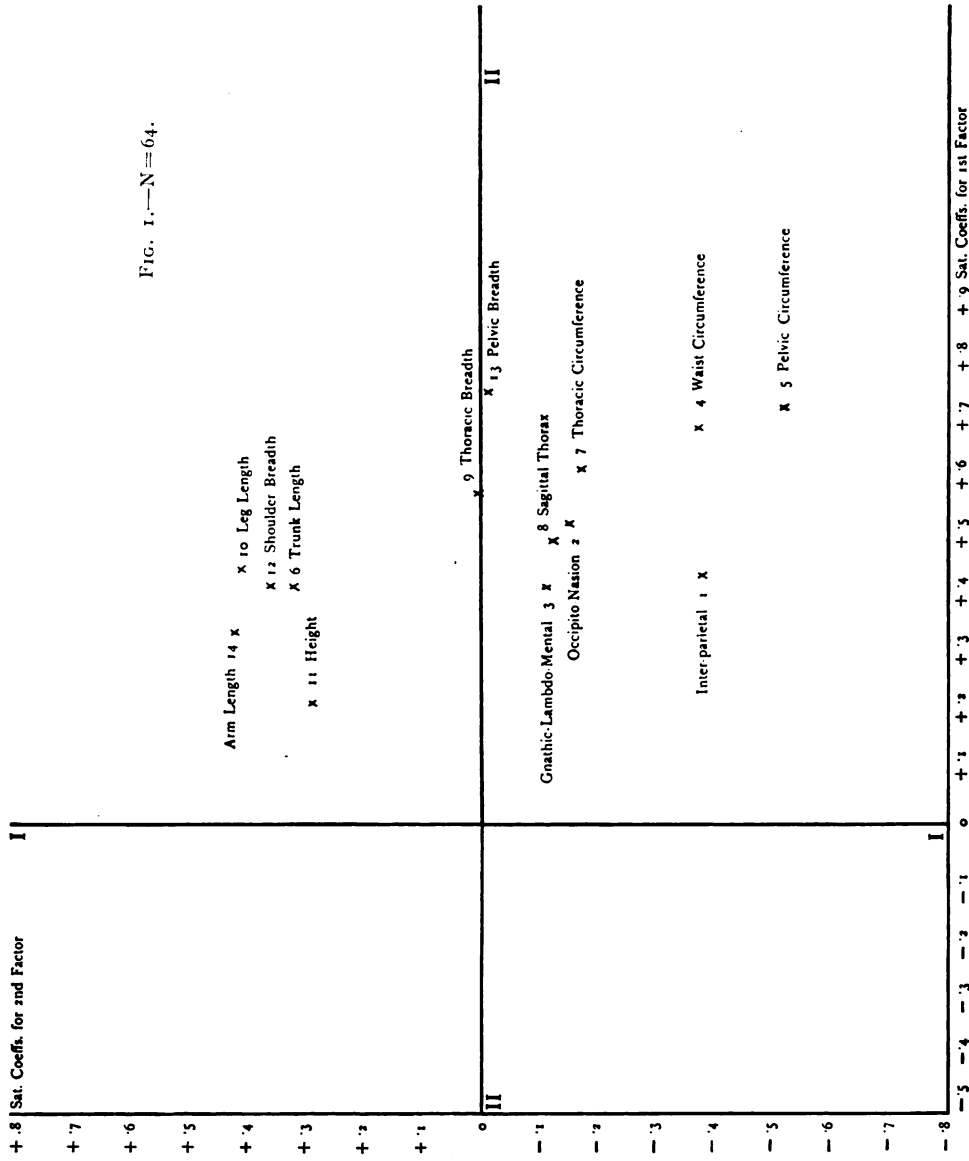 Sat. Coeffs. for 2nd Factor
+ .8
+ .7
+ .6
+ .5
+ .4
+ .3
+ .2
+ .1
0
- .1
- .2
- .3
- .4
- .5
- .6
- .7
- .8
I
FIG. 1.—N=64.
Arm Length 14 x
x 10 Leg Length
x 12 Shoulder Breadth
x 6 Trunk Length
x 11 Height
9 Thoracic Breadth
x
II
II
x 13 Pelvic Breadth
Gnathic-Lambdo-Mental 3 x
x 8 Sagittal Thorax
Occipito Nasion 2 x
x 7 Thoracic Circumference
Inter-parietal 1 x
x 4 Waist Circumference
x 5 Pelvic Circumference
I
- .5 - .4 - .3 - .2 - .1 0 + .1 + .2 + .3 + .4 + .5 + .6 + .7 + .8 + .9 Sat. Coeffs. for 1st Factor